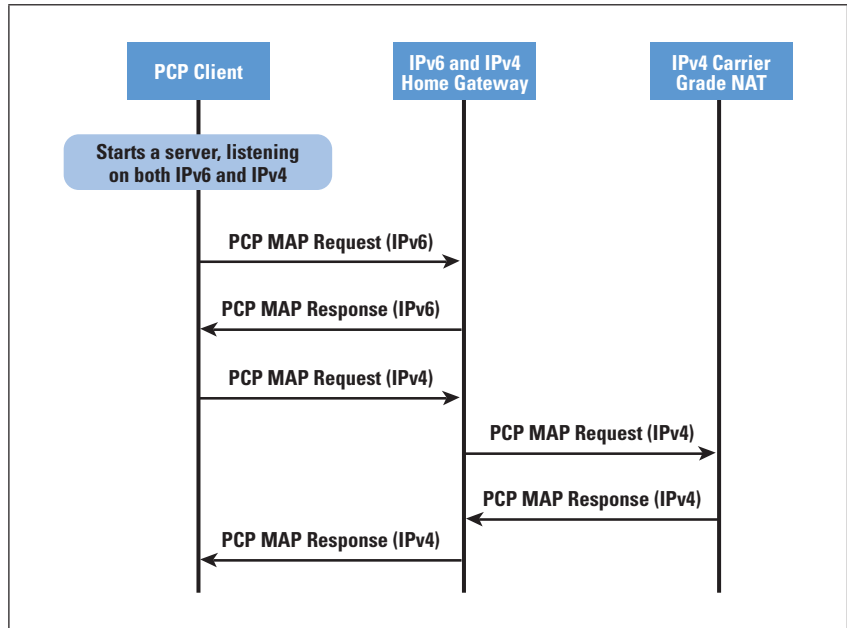 PCP Client
IPv6 and IPv4
Home Gateway
IPv4 Carrier
Grade NAT
Starts a server, listening
on both IPv6 and IPv4
PCP MAP Request (IPv6)
PCP MAP Response (IPv6)
PCP MAP Request (IPv4)
PCP MAP Request (IPv4)
PCP MAP Response (IPv4)
PCP MAP Response (IPv4)